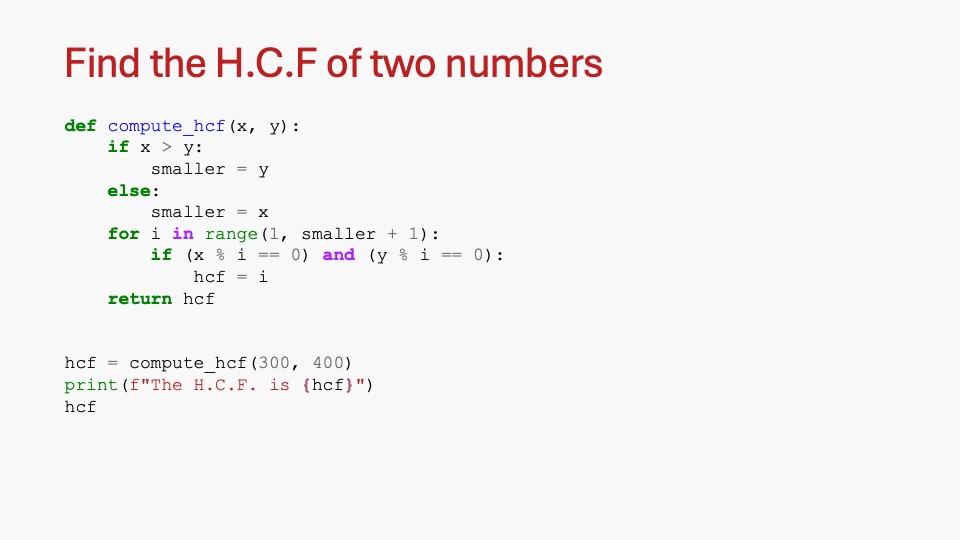 Find the H.C.F of two numbers
def compute_hcf(x, y):
    if x > y:
        smaller = y
    else:
        smaller = x
    for i in range(1, smaller + 1):
        if (x % i == 0) and (y % i == 0):
            hcf = i
    return hcf
hcf = compute_hcf(300, 400)
print(f"The H.C.F. is {hcf}")
hcf